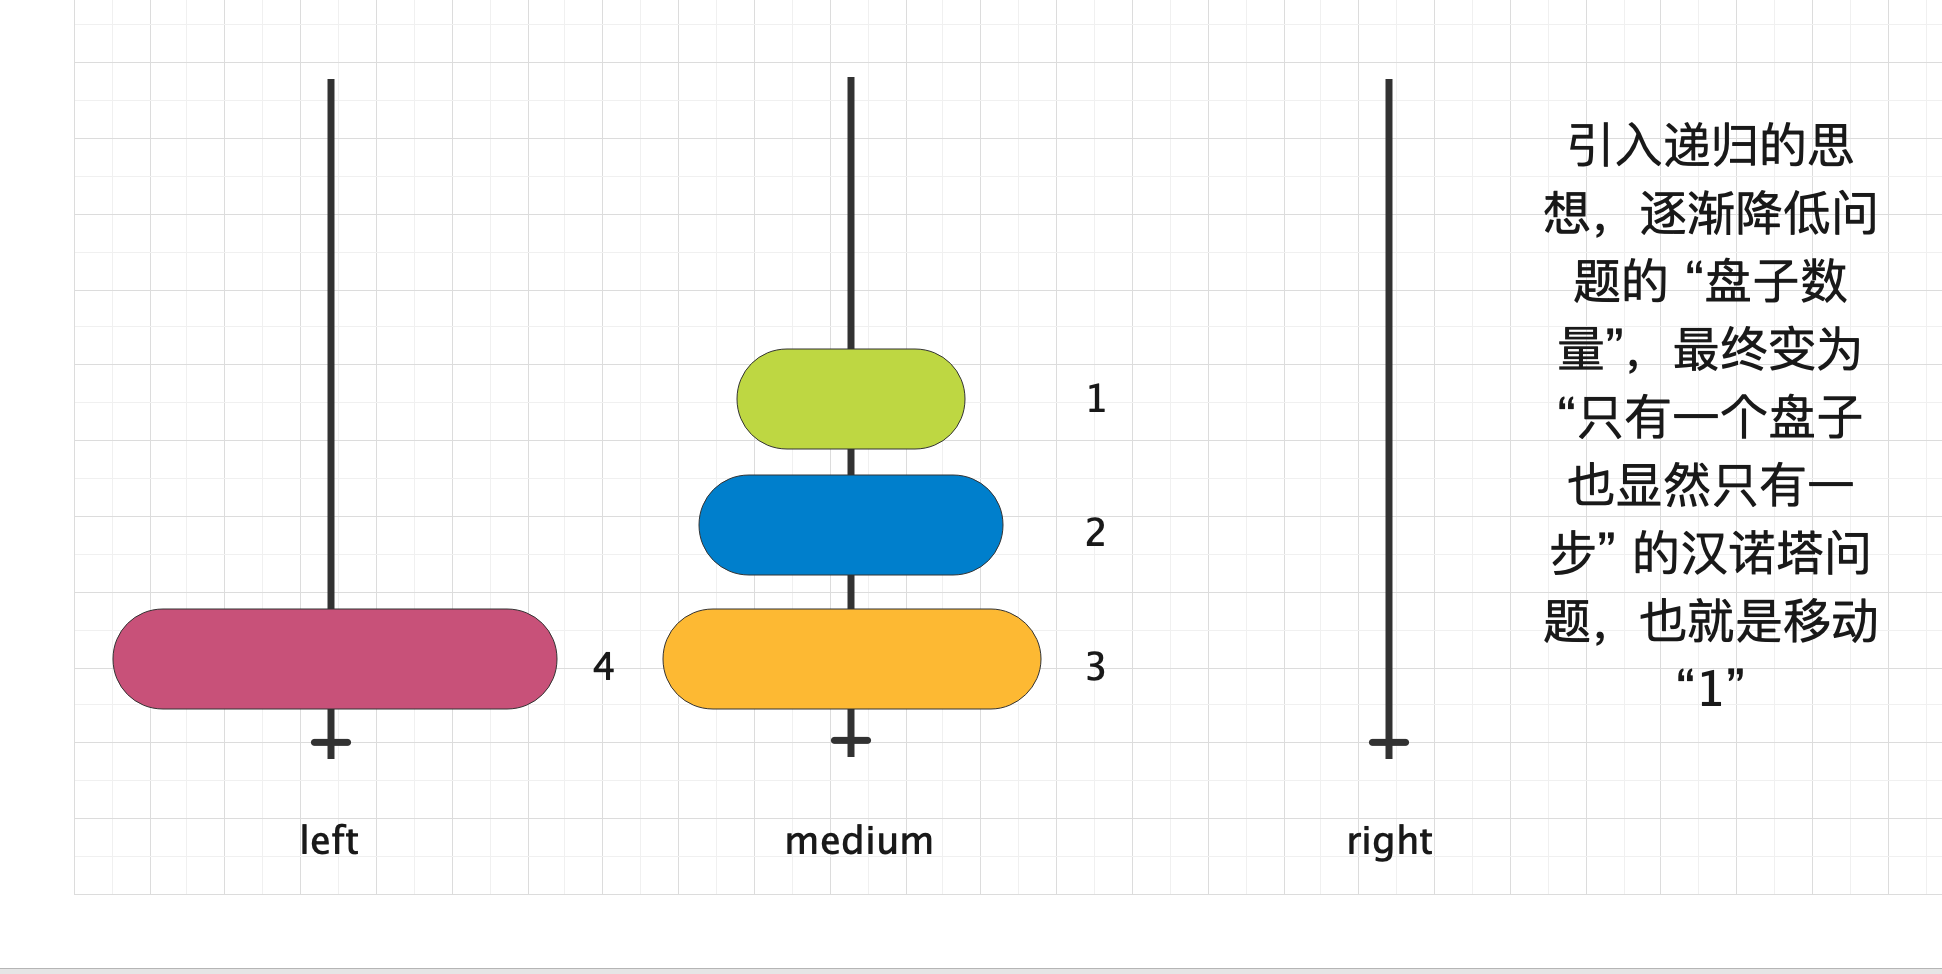 引入递归的思
想，逐渐降低问
题的 “盘子数
量”，最终变为
“只有一个盘子
也显然只有一
步” 的汉诺塔问
题，也就是移动
“1”
1
2
4
3
left
medium
right